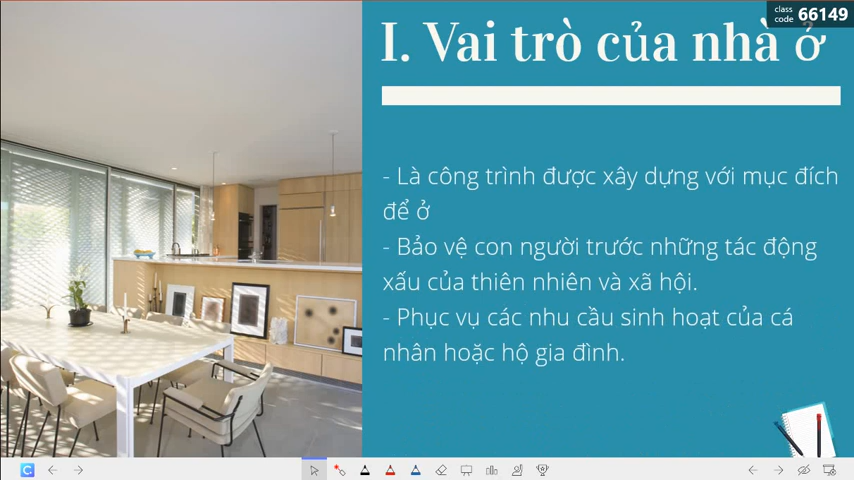 class
code 66149
I. Vai trò của nhà ở
- Là công trình được xây dựng với mục đích
để ở
- Bảo vệ con người trước những tác động
xấu của thiên nhiên và xã hội.
- Phục vụ các nhu cầu sinh hoạt của cá
nhân hoặc hộ gia đình.